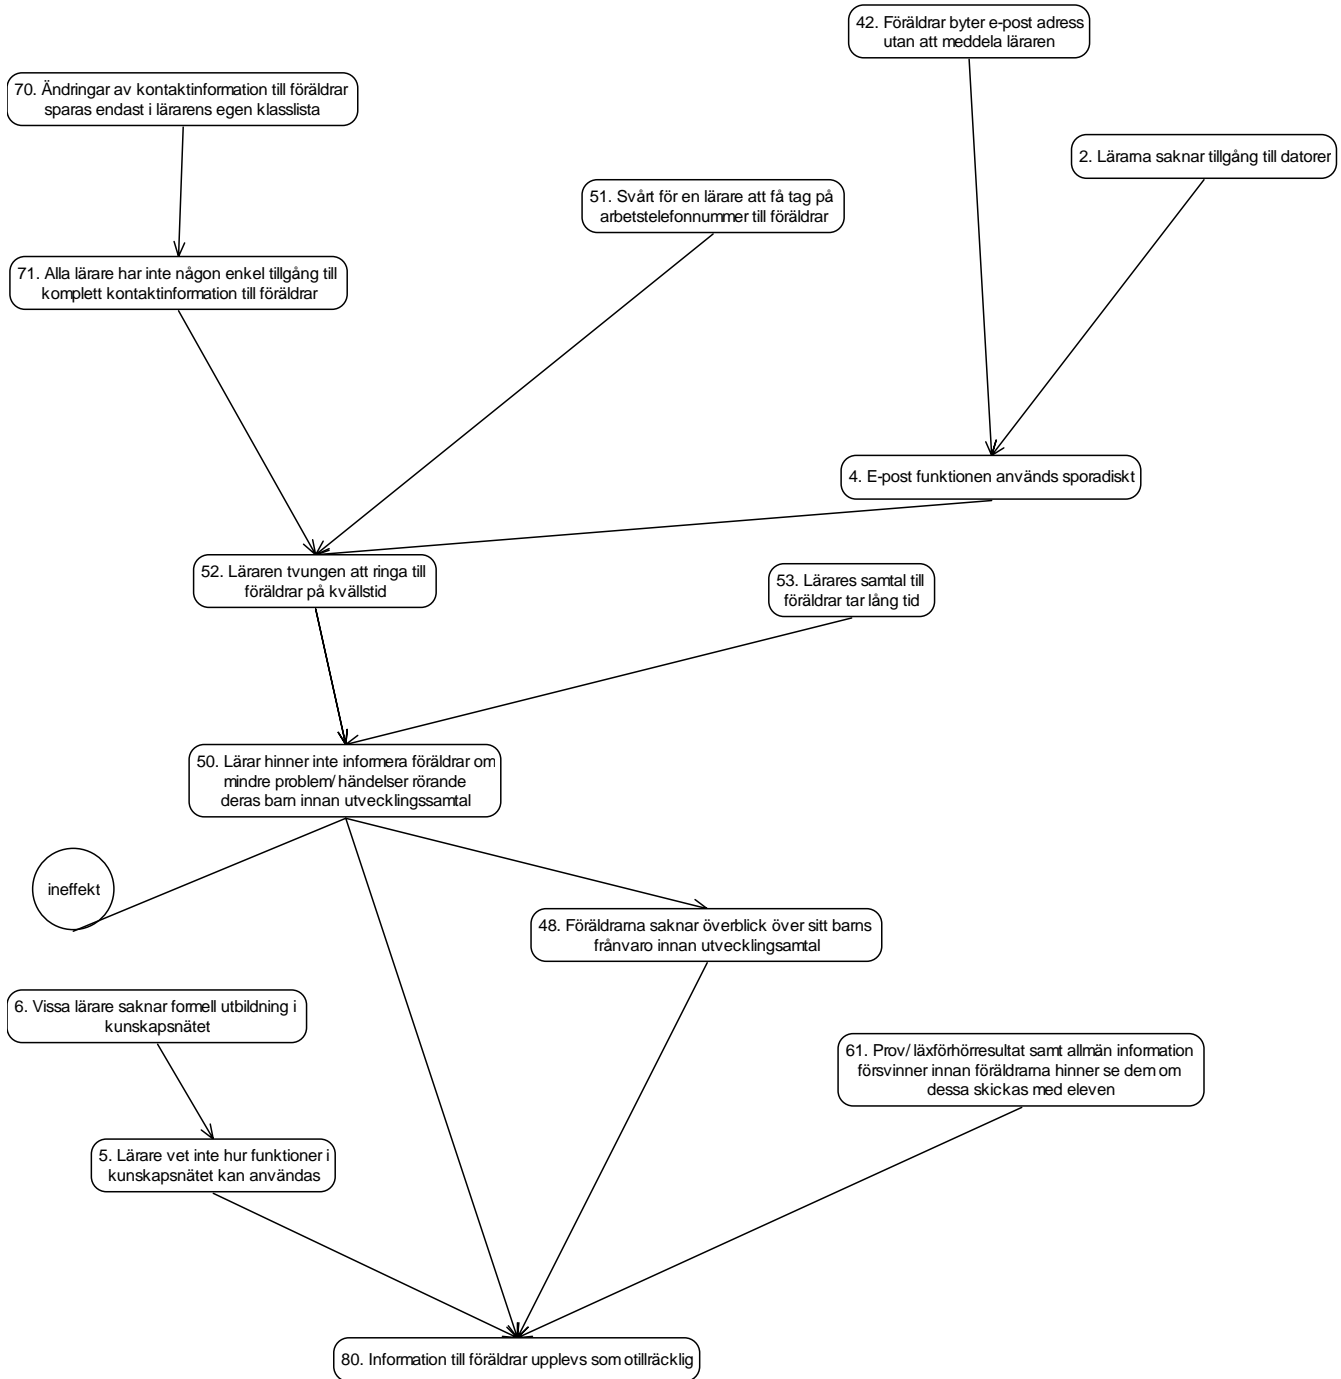 42. Föräldrar byter e-post adress
utan att meddela läraren
70. Ändringar av kontaktinformation till föräldrar
sparas endast i lärarens egen klasslista
2. Lärarna saknar tillgång till datorer
51. Svårt för en lärare att få tag på
arbetstelefonnummer till föräldrar
71. Alla lärare har inte någon enkel tillgång till
komplett kontaktinformation till föräldrar
4. E-post funktionen används sporadiskt
52. Läraren tvungen att ringa till
föräldrar på kvällstid
53. Lärares samtal till
föräldrar tar lång tid
50. Lärar hinner inte informera föräldrar om
mindre problem/händelser rörande
deras barn innan utvecklingssamtal
ineffekt
48. Föräldrarna saknar överblick över sitt barns
frånvaro innan utvecklingsamtal
6. Vissa lärare saknar formell utbildning i
kunskapsnätet
61. Prov/läxförhörresultat samt allmän information
försvinner innan föräldrarna hinner se dem om
dessa skickas med eleven
5. Lärare vet inte hur funktioner i
kunskapsnätet kan användas
80. Information till föräldrar upplevs som otillräcklig